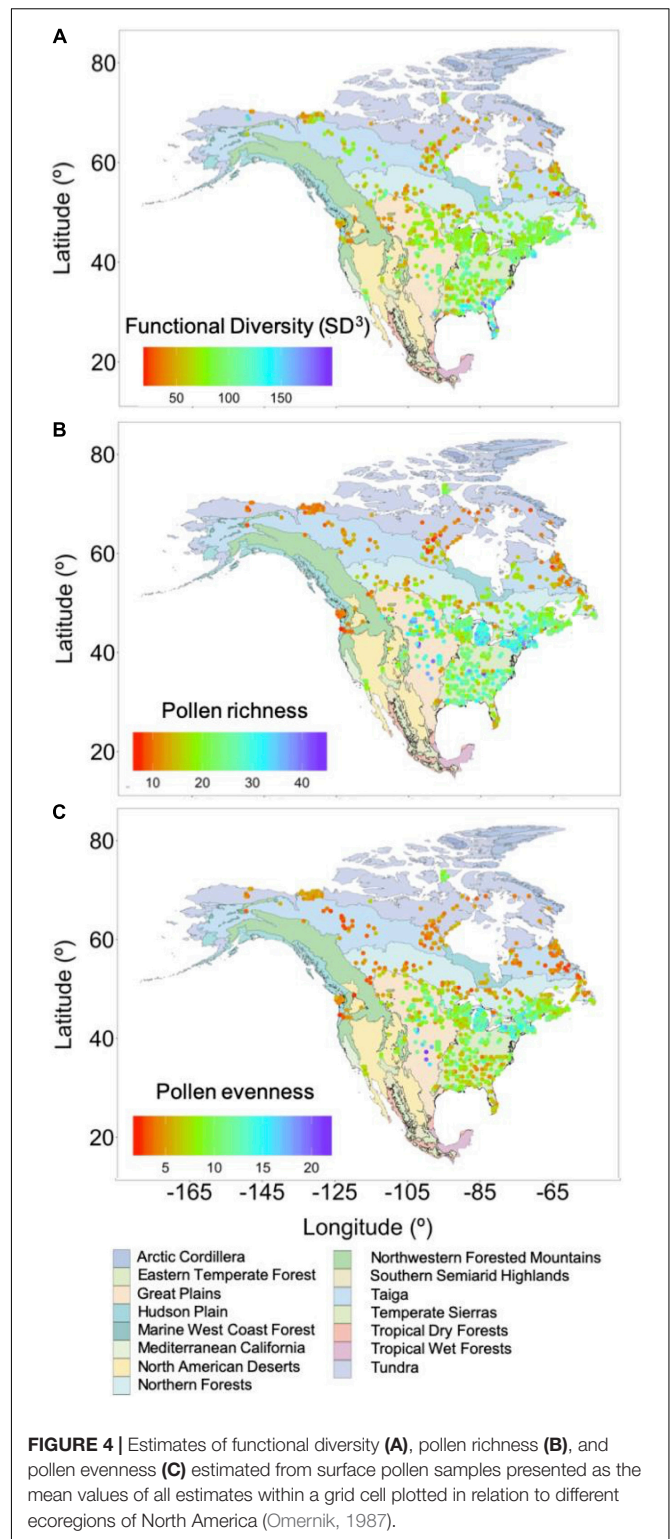 A
80
60
40
20
Latitude (º)
Functional Diversity (SD³)
50 100 150
B
80
60
40
20
Latitude (º)
Pollen richness
10 20 30 40
C
80
60
40
20
Latitude (º)
Pollen evenness
5 10 15 20
-165 -145 -125 -105 -85 -65
Longitude (º)
Arctic Cordillera
Eastern Temperate Forest
Great Plains
Hudson Plain
Marine West Coast Forest
Mediterranean California
North American Deserts
Northern Forests
Northwestern Forested Mountains
Southern Semiarid Highlands
Taiga
Temperate Sierras
Tropical Dry Forests
Tropical Wet Forests
Tundra
FIGURE 4 | Estimates of functional diversity (A), pollen richness (B), and
pollen evenness (C) estimated from surface pollen samples presented as the
mean values of all estimates within a grid cell plotted in relation to different
ecoregions of North America (Omernik, 1987).